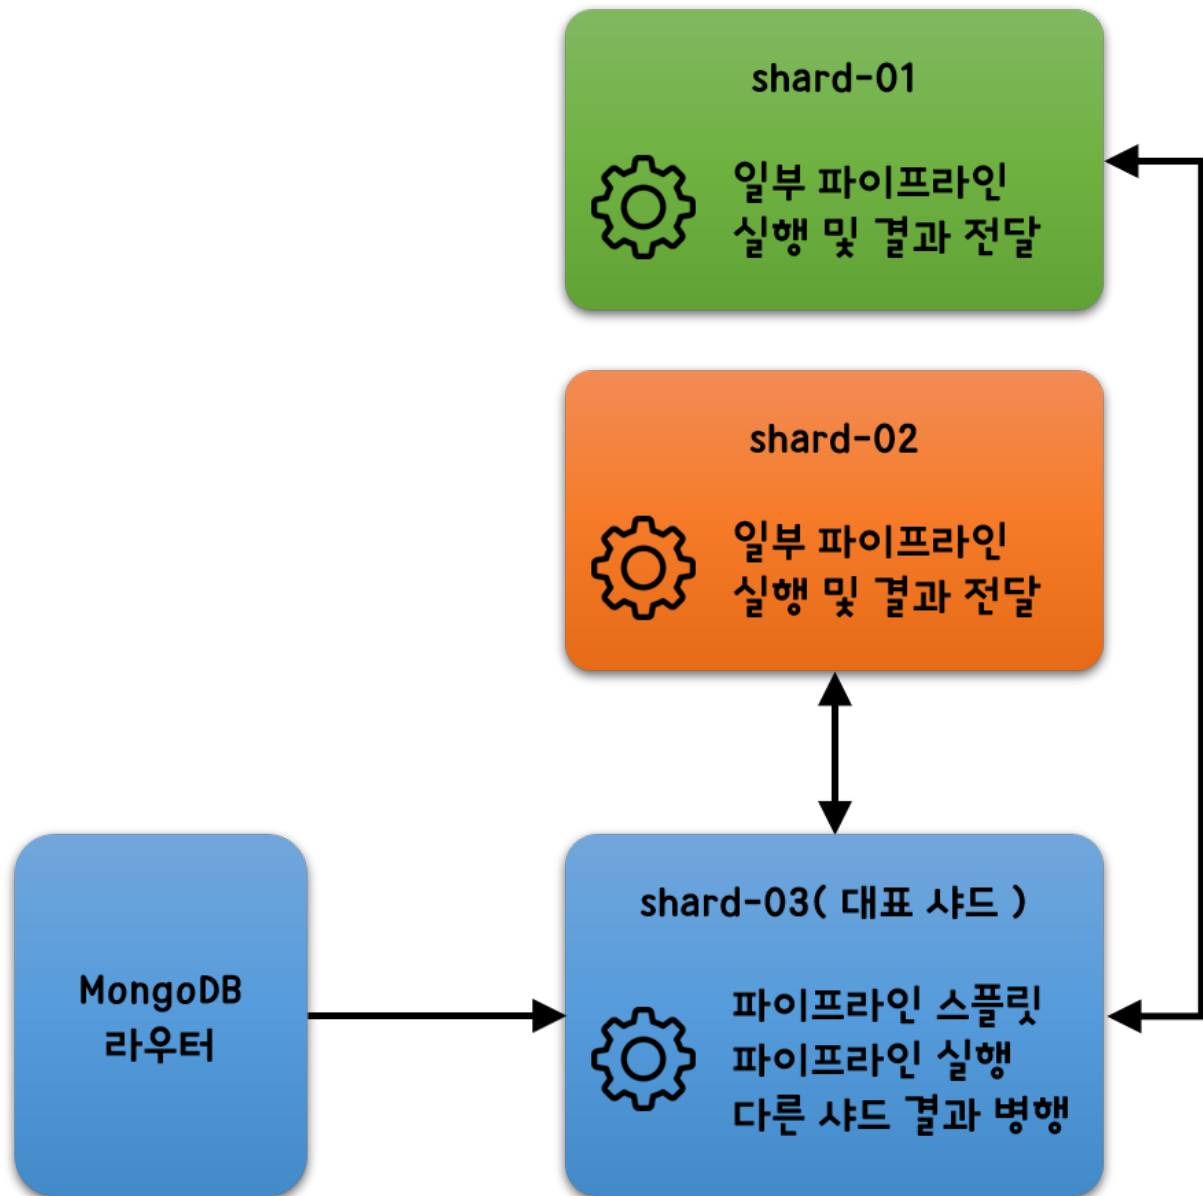 shard-01
일부 파이프라인
실행 및 결과 전달
shard-02
일부 파이프라인
실행 및 결과 전달
MongoDB
라우터
shard-03( 대표 샤드 )
파이프라인 스플릿
파이프라인 실행
다른 샤드 결과 병행